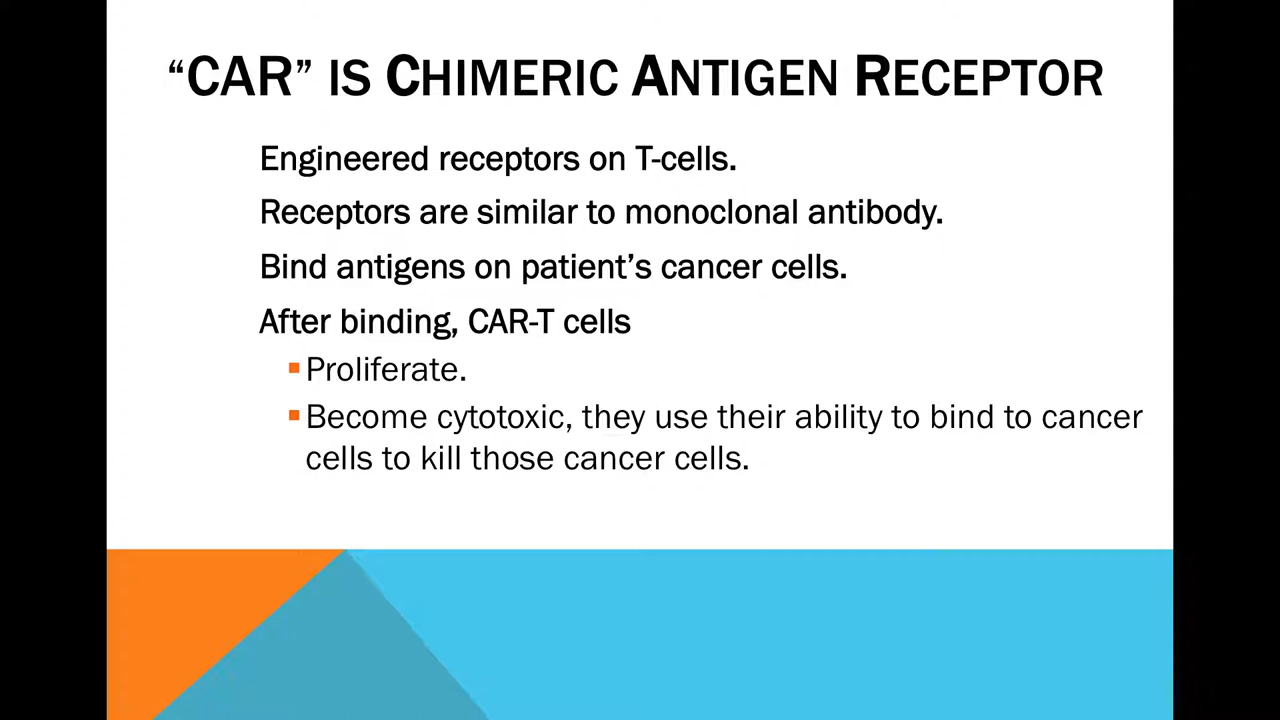 “CAR” IS CHIMERIC ANTIGEN RECEPTOR
Engineered receptors on T-cells.
Receptors are similar to monoclonal antibody.
Bind antigens on patient’s cancer cells.
After binding, CAR-T cells
▪Proliferate.
▪Become cytotoxic, they use their ability to bind to cancer
cells to kill those cancer cells.